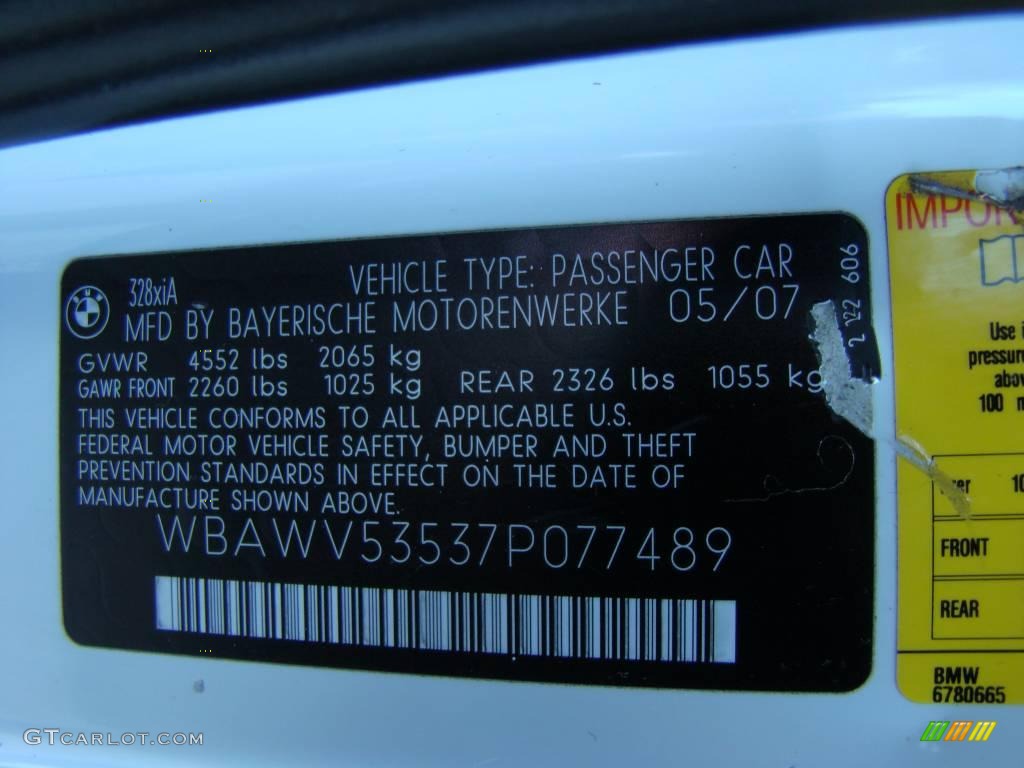 328xiA VEHICLE TYPE: PASSENGER CAR
MFD BY BAYERISCHE MOTORENWERKE 05/07
GVWR 4552 lbs 2065 kg
GAWR FRONT 2260 lbs 1025 kg REAR 2326 lbs 1055 kg
THIS VEHICLE CONFORMS TO ALL APPLICABLE U.S.
FEDERAL MOTOR VEHICLE SAFETY, BUMPER AND THEFT
PREVENTION STANDARDS IN EFFECT ON THE DATE OF
MANUFACTURE SHOWN ABOVE.
WBAWV53537P077489
2 122 606
Use
pressure
100
FRONT
REAR
BMW
6780665
GTCARLOT.COM